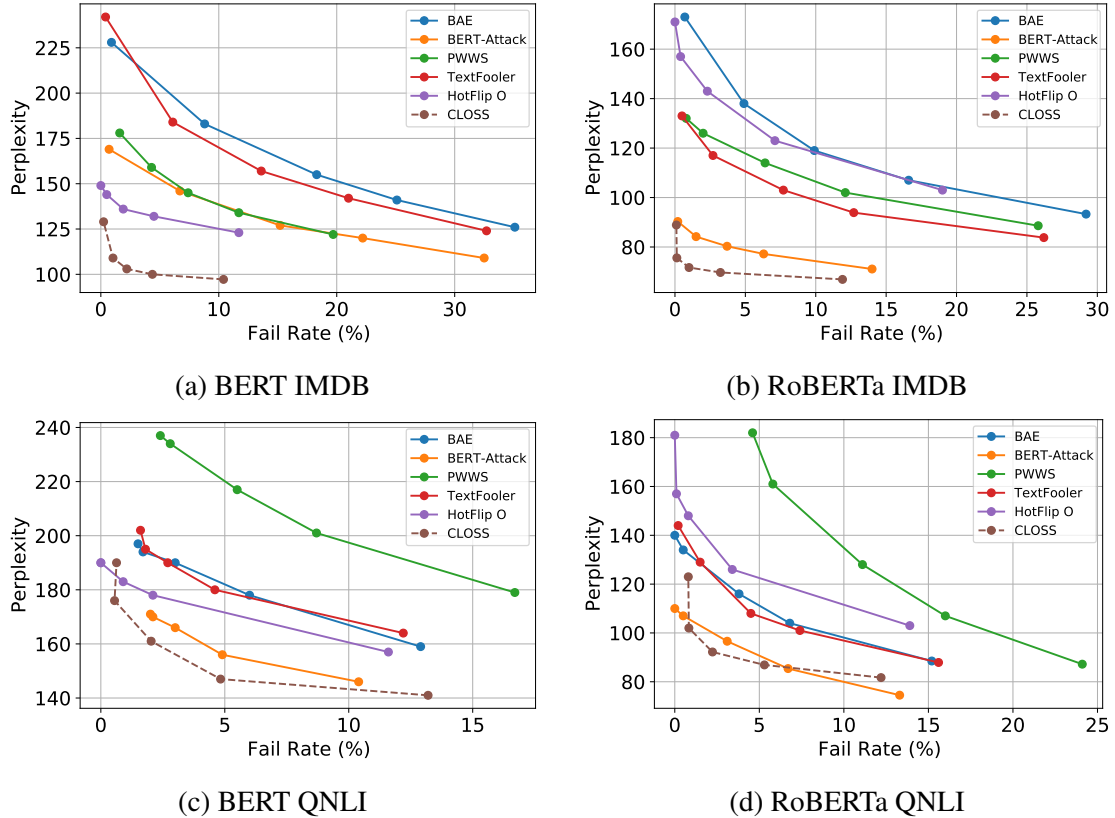 225
200
175
150
125
100
0
10
20
30
Perplexity
Fail Rate (%)
BAE
BERT-Attack
PWWS
TextFooler
HotFlip O
CLOSS
(a) BERT IMDB
160
140
120
100
80
0
5
10
15
20
25
30
Perplexity
Fail Rate (%)
BAE
BERT-Attack
PWWS
TextFooler
HotFlip O
CLOSS
(b) RoBERTa IMDB
240
220
200
180
160
140
0
5
10
15
Perplexity
Fail Rate (%)
BAE
BERT-Attack
PWWS
TextFooler
HotFlip O
CLOSS
(c) BERT QNLI
180
160
140
120
100
80
0
5
10
15
20
25
Perplexity
Fail Rate (%)
BAE
BERT-Attack
PWWS
TextFooler
HotFlip O
CLOSS
(d) RoBERTa QNLI